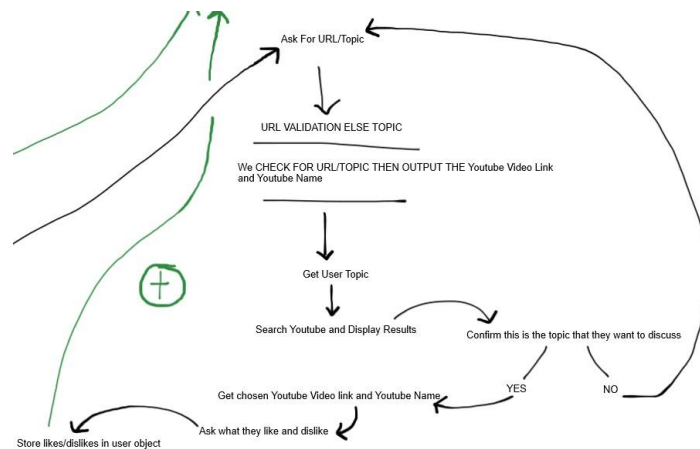 Ask For URL/Topic
URL VALIDATION ELSE TOPIC
We CHECK FOR URL/TOPIC THEN OUTPUT THE Youtube Video Link
and Youtube Name
Get User Topic
Search Youtube and Display Results
Confirm this is the topic that they want to discuss
YES
NO
Get chosen Youtube Video link and Youtube Name
Ask what they like and dislike
Store likes/dislikes in user object